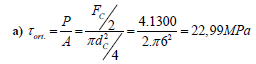 a) τ_ort. = P/A = (F_C/2)/(πd_C²/4) = 4.1300/2.π6² = 22,99MPa